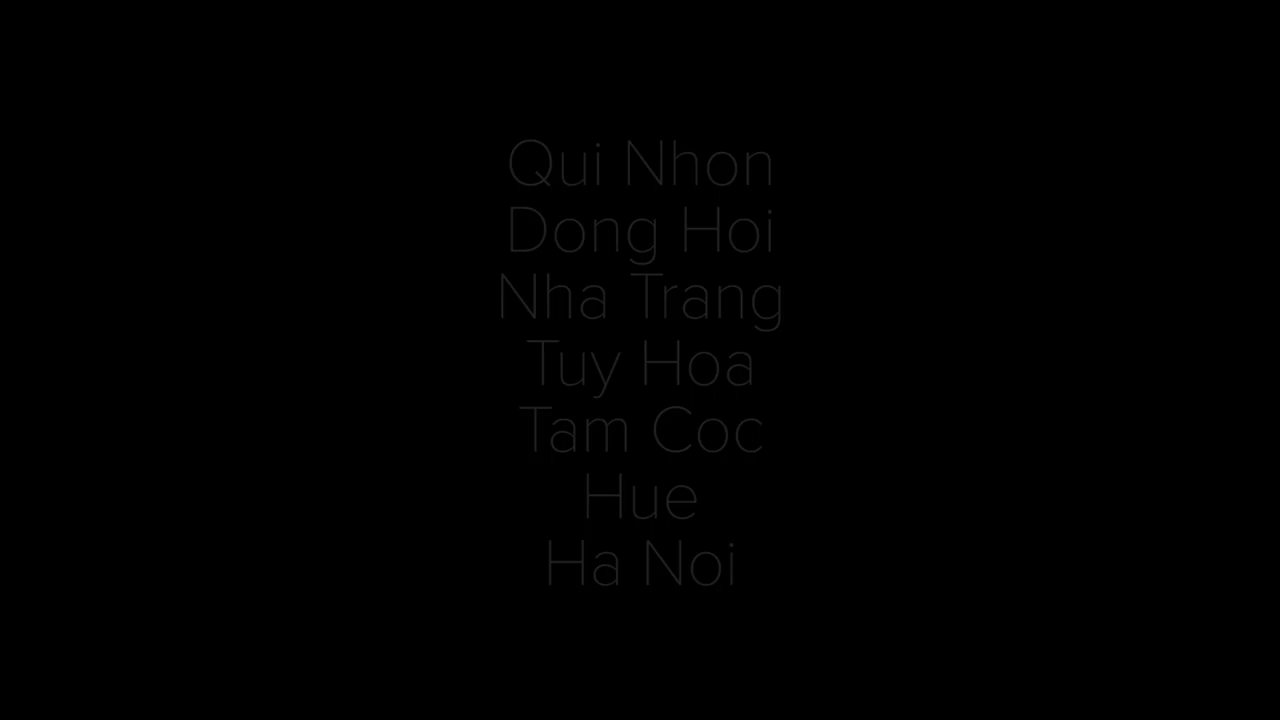 Qui Nhon
Dong Hoi
Nha Trang
Tuy Hoa
Tam Coc
Hue
Ha Noi